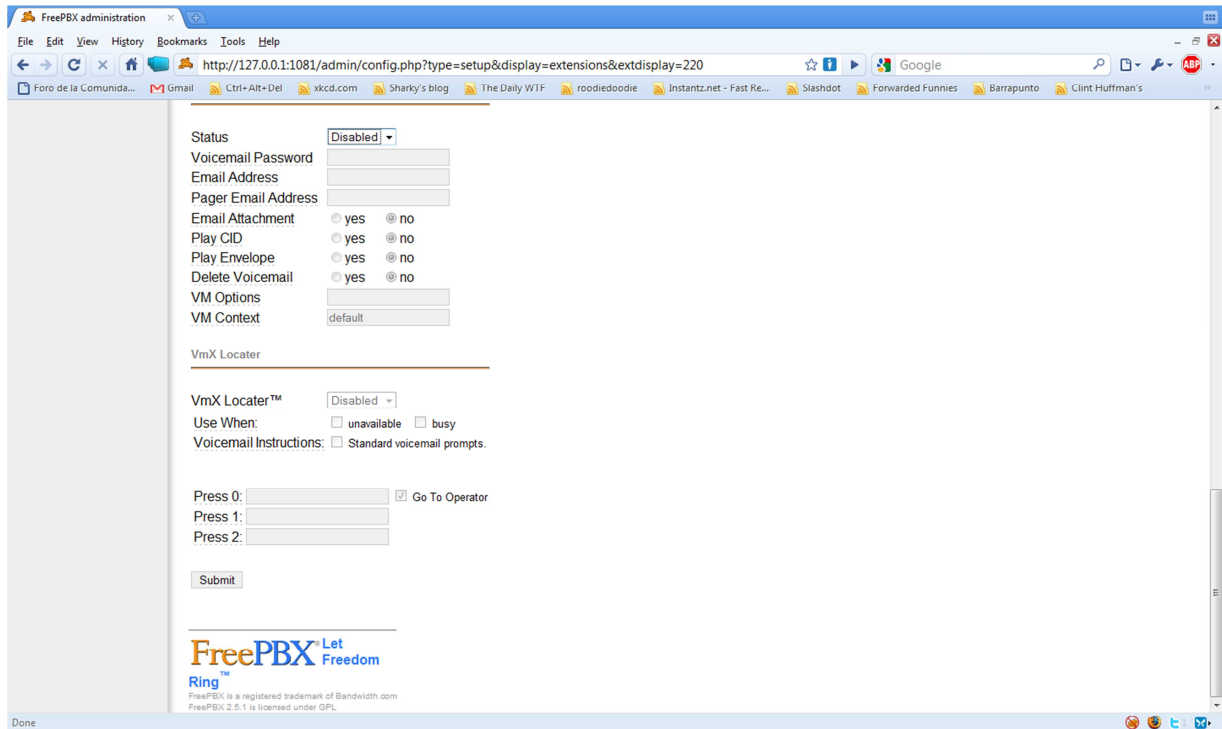 FreePBX administration
File Edit View History Bookmarks Tools Help
http://127.0.0.1:1081/admin/config.php?type=setup&display=extensions&extdisplay=220
Google
ABP
Foro de la Comunida... Gmail Ctrl+Alt+Del xkcd.com Sharky's blog The Daily WTF roodiedoodie Instantz.net - Fast Re... Slashdot Forwarded Funnies Barrapunto Clint Huffman's
Status Disabled
Voicemail Password
Email Address
Pager Email Address
Email Attachment yes no
Play CID yes no
Play Envelope yes no
Delete Voicemail yes no
VM Options
VM Context default
VmX Locater
VmX Locater™ Disabled
Use When: unavailable busy
Voicemail Instructions: Standard voicemail prompts.
Press 0: Go To Operator
Press 1:
Press 2:
Submit
FreePBX® Let Freedom
Ring™
FreePBX is a registered trademark of Bandwidth.com
FreePBX 2.5.1 is licensed under GPL
Done